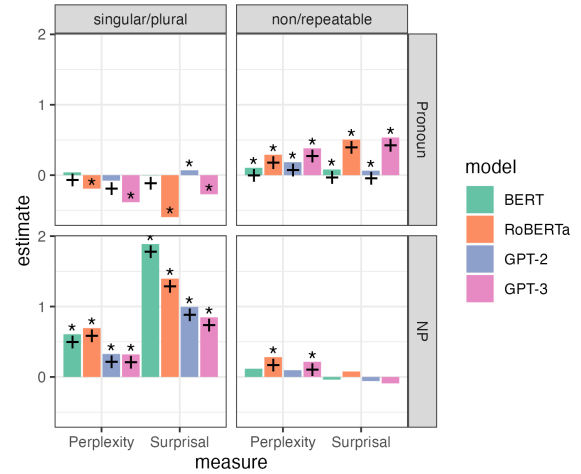 singular/plural
non/repeatable
2
1
0
Pronoun
2
1
0
NP
estimate
Perplexity
Surprisal
Perplexity
Surprisal
measure
model
BERT
RoBERTa
GPT-2
GPT-3